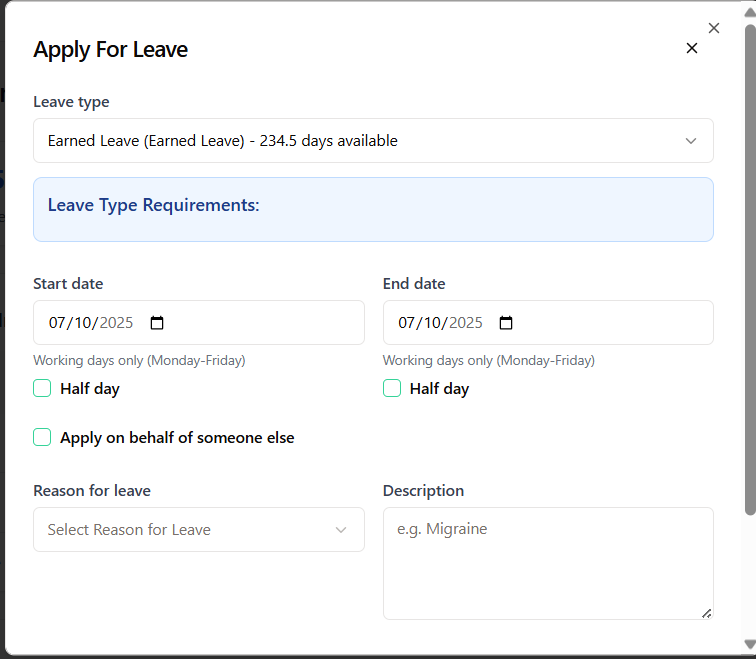 Apply For Leave
Leave type
Earned Leave (Earned Leave) - 234.5 days available
Leave Type Requirements:
Start date
End date
07/10/2025
07/10/2025
Working days only (Monday-Friday)
Working days only (Monday-Friday)
Half day
Half day
Apply on behalf of someone else
Reason for leave
Description
Select Reason for Leave
e.g. Migraine